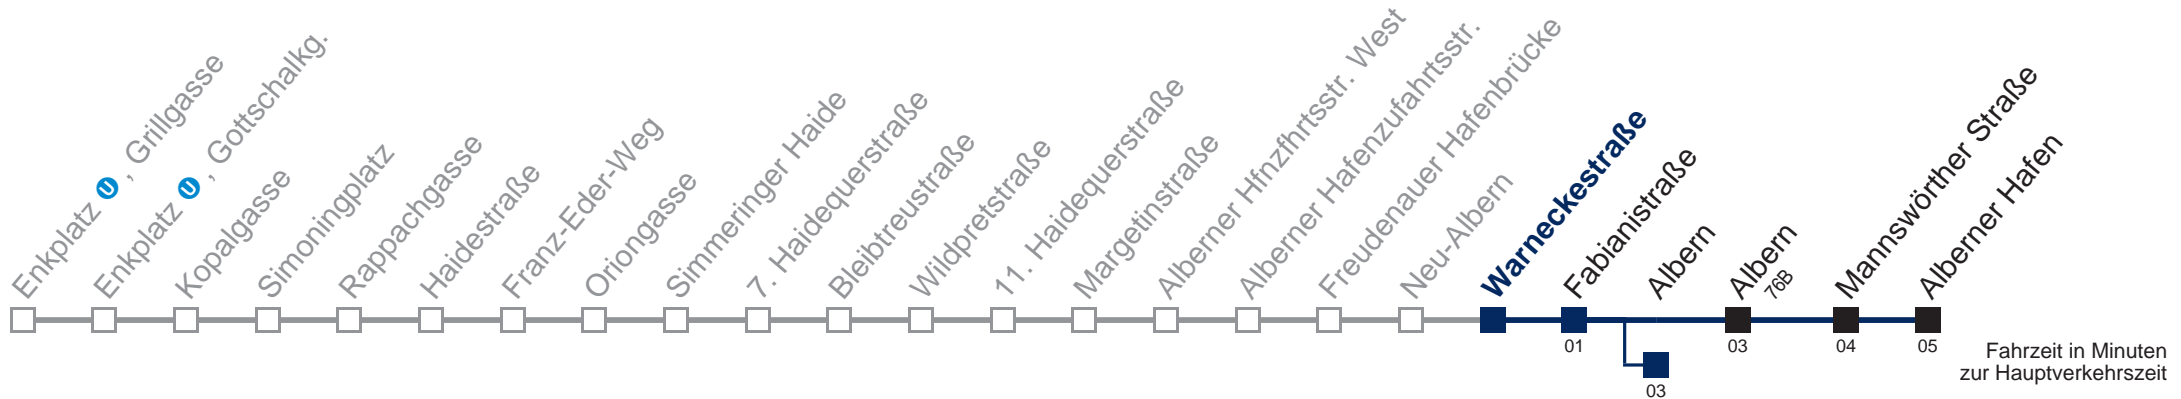 Enkplatz U, Grillgasse
Enkplatz U, Gottschalkg.
Kopalgasse
Simoningplatz
Rappachgasse
Haidestraße
Franz-Eder-Weg
Oriongasse
Simmeringer Haide
7. Haidequerstraße
Bleibtreustraße
Wildpretstraße
11. Haidequerstraße
Margetinstraße
Alberner Hfnzfhrtsstr. West
Alberner Hafenzufahrtsstr.
Freudenauer Hafenbrücke
Neu-Albern
Warneckestraße
Fabianistraße
Albern
Albern
76B
Mannswörther Straße
Alberner Hafen
01
03
04
05
03
Fahrzeit in Minuten
zur Hauptverkehrszeit